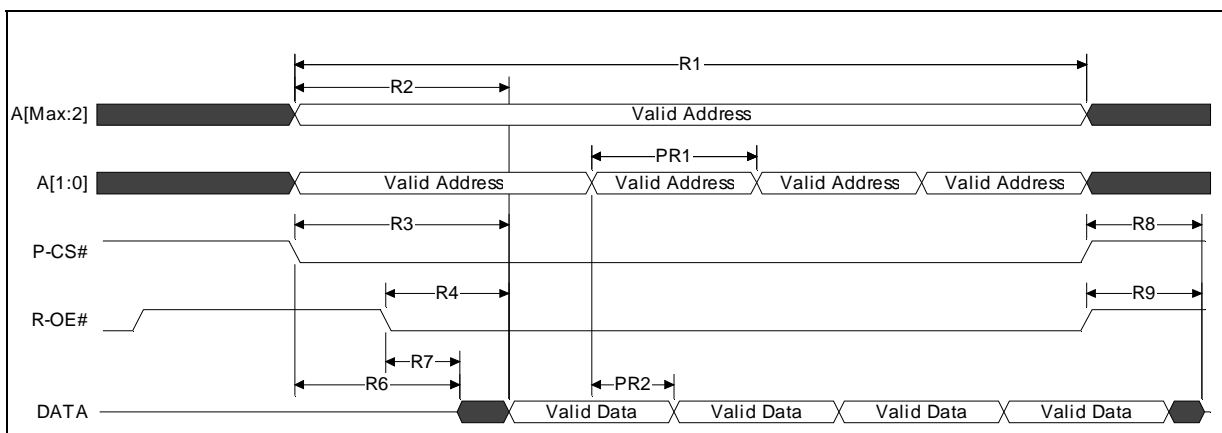 R1
R2
A[Max:2] Valid Address
PR1
A[1:0] Valid Address Valid Address Valid Address Valid Address
R3 R8
P-CS#
R4 R9
R-OE#
R7
R6 PR2
DATA Valid Data Valid Data Valid Data Valid Data